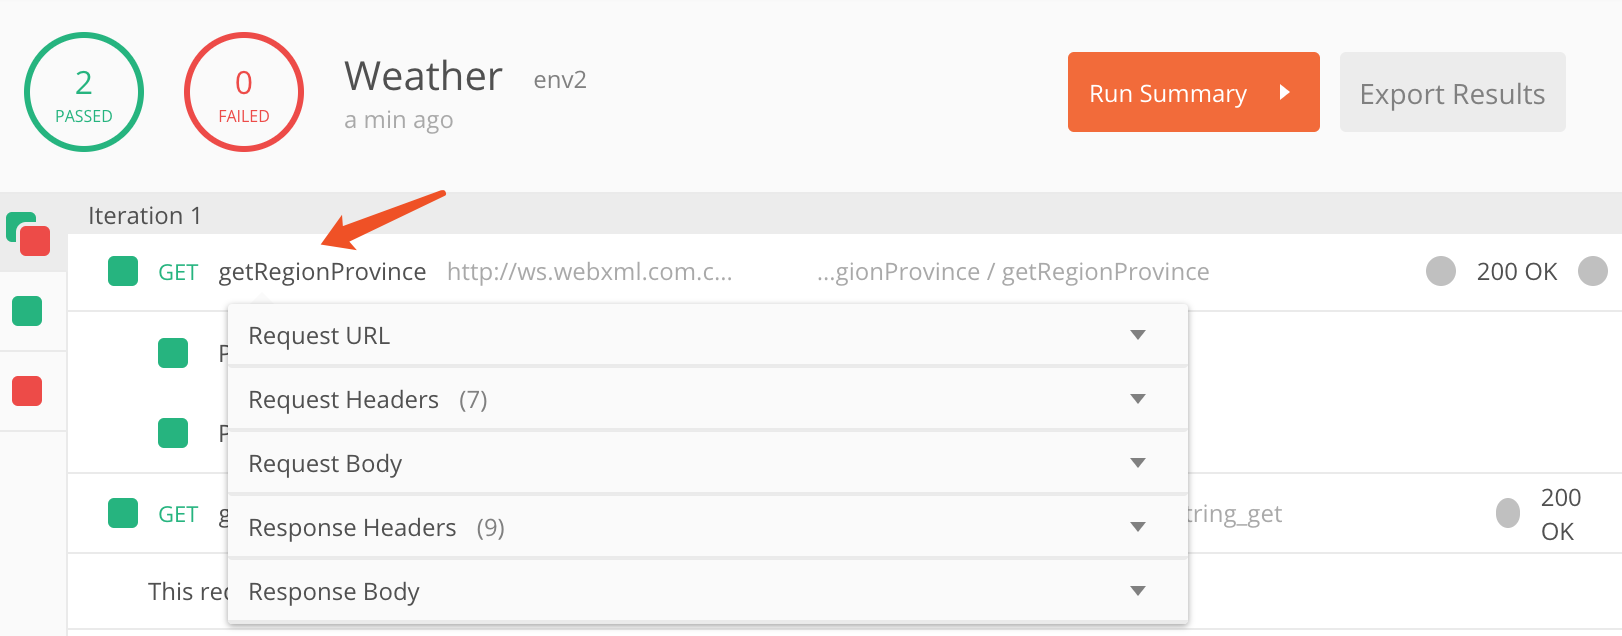 2
PASSED
0
FAILED
Weather env2
a min ago
Run Summary
Export Results
Iteration 1
GET getRegionProvince http://ws.webxml.com.c... ...gionProvince / getRegionProvince 200 OK
Request URL
Request Headers (7)
Request Body
GET tring_get 200
OK
Response Headers (9)
This
Response Body